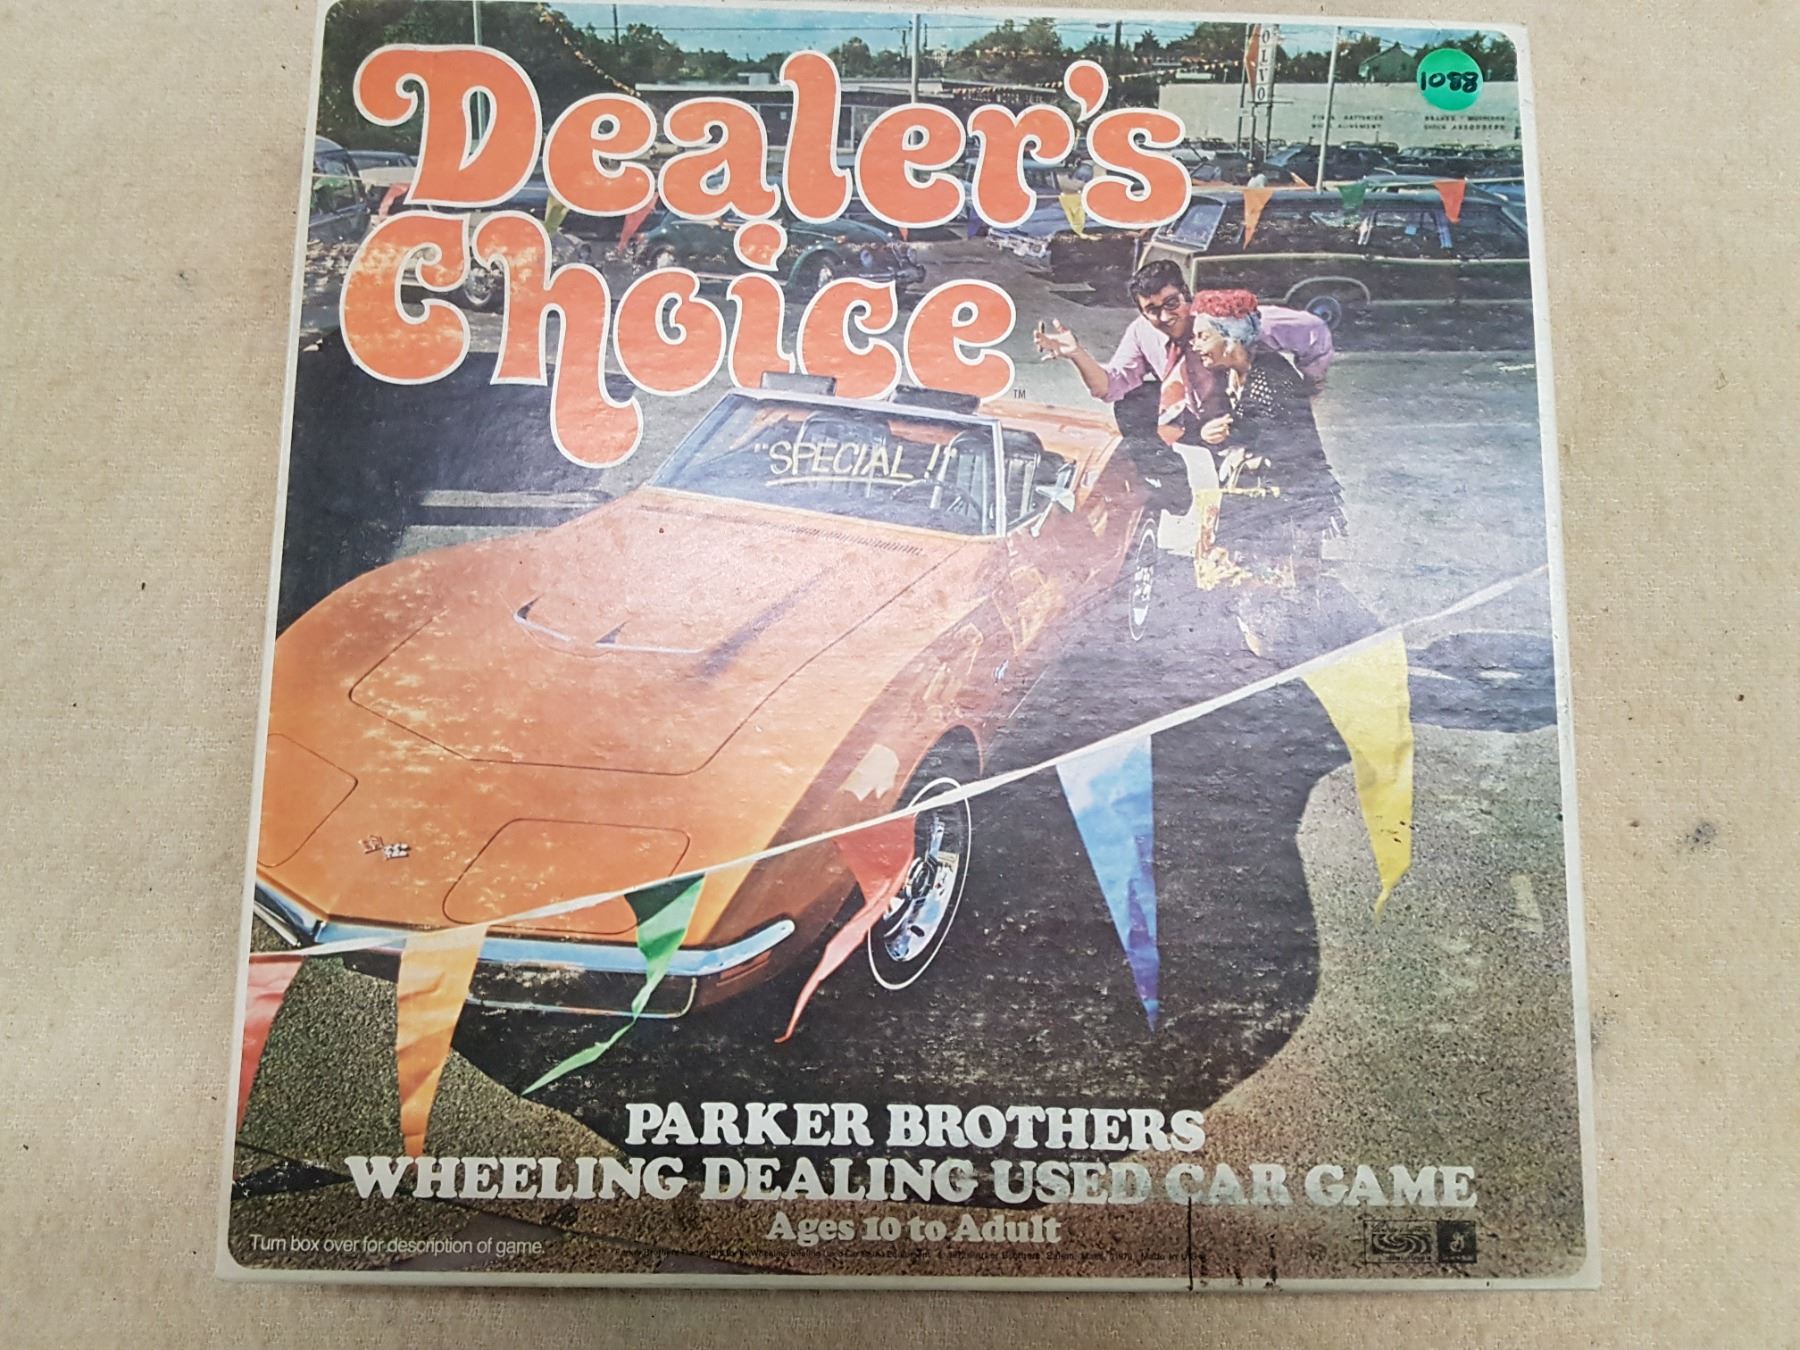 1088
VOLVO
Dealer's
Choice
TM
"SPECIAL!"
PARKER BROTHERS
WHEELING DEALING USED CAR GAME
Ages 10 to Adult
Turn box over for description of game.